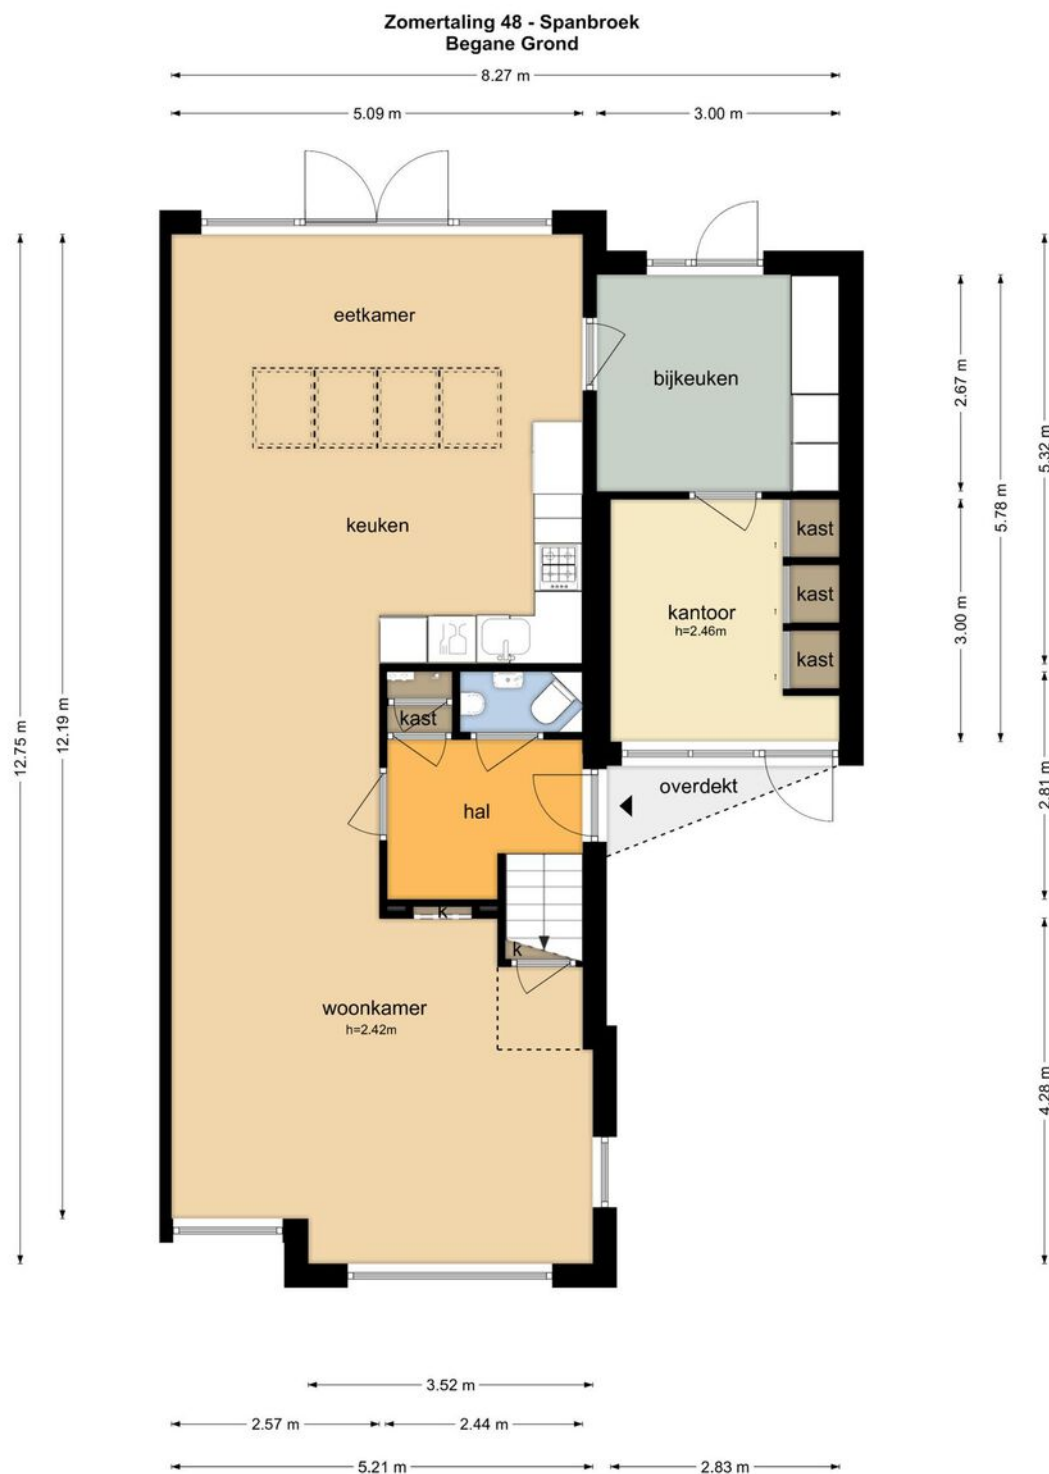 Zomertaling 48 - Spanbroek
Begane Grond
8.27 m
5.09 m
3.00 m
eetkamer
bijkeuken
keuken
kast
kast
kast
kantoor
h=2.46m
kast
hal
overdekt
k
k
woonkamer
h=2.42m
12.75 m
12.19 m
2.67 m
5.32 m
5.78 m
3.00 m
2.81 m
4.28 m
3.52 m
2.57 m
2.44 m
5.21 m
2.83 m